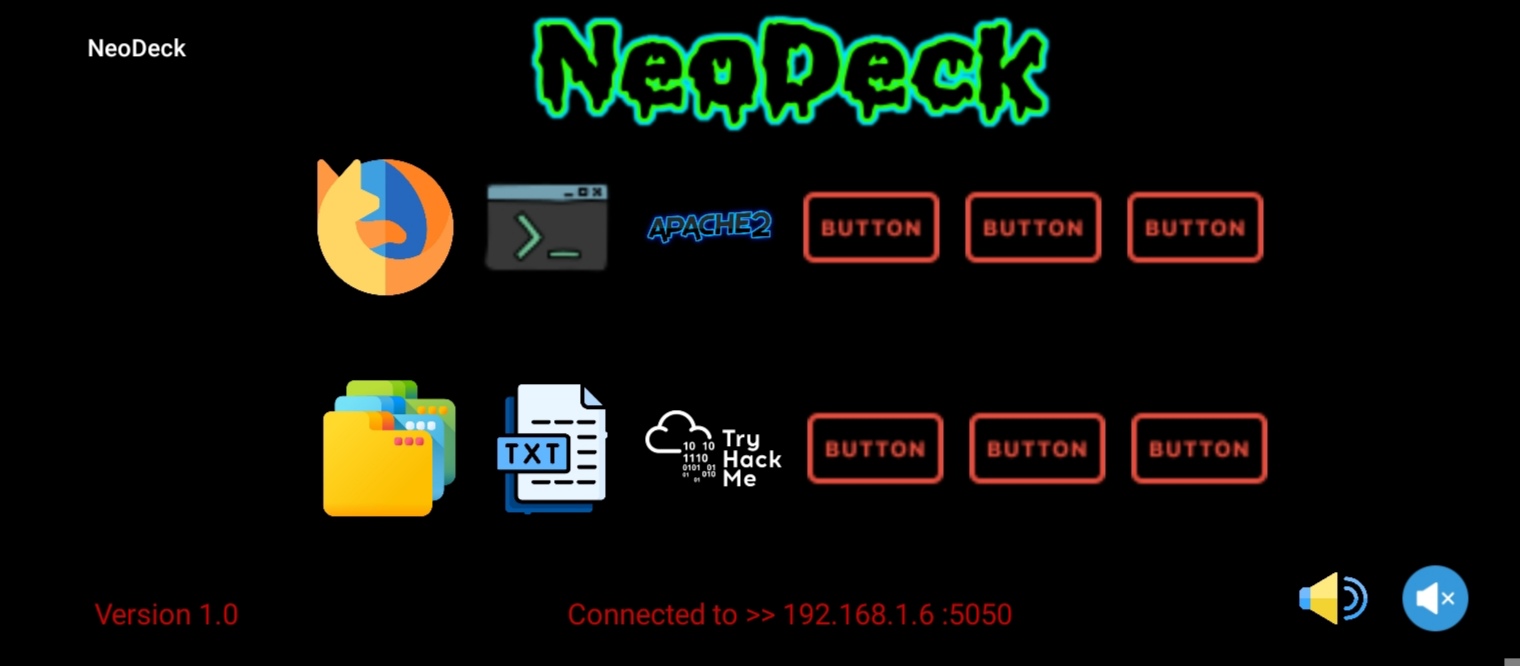 NeoDeck
NeoDeck
APACHE2
BUTTON
BUTTON
BUTTON
TXT
10 10
1110
0101 01
01 010
01
Try
Hack
Me
BUTTON
BUTTON
BUTTON
Version 1.0
Connected to >> 192.168.1.6 :5050